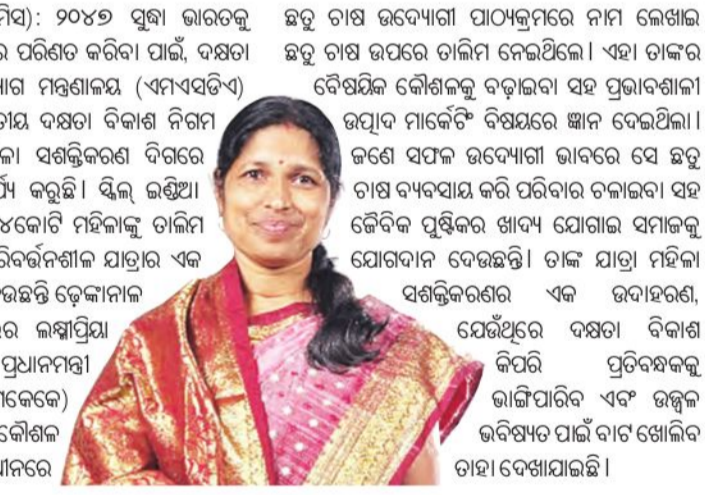 ମିସ): ୨୦୪୭ ସୁଦ୍ଧା ଭାରତକୁ
ପରିଣତ କରିବା ପାଇଁ, ଦକ୍ଷତା
ମନ୍ତ୍ରଣାଳୟ (ଏମଏସଡିଏ)
ଦକ୍ଷତା ବିକାଶ ନିଗମ
ସଶକ୍ତିକରଣ ଦିଗରେ
କରୁଛି। ସ୍କିଲ୍ ଇଣ୍ଡିଆ
୪କୋଟି ମହିଳାଙ୍କୁ ତାଲିମ
ଯାତ୍ରାର ଏକ
ଢେଙ୍କାନାଳ
ଲକ୍ଷ୍ମୀପ୍ରିୟା
ପ୍ରଧାନମନ୍ତ୍ରୀ
କେକେ)
କୌଶଳ
ଛତୁ ଚାଷ ଉଦ୍ୟୋଗୀ ପାଠ୍ୟକ୍ରମରେ ନାମ ଲେଖାଇ
ଛତୁ ଚାଷ ଉପରେ ତାଲିମ ନେଇଥିଲେ। ଏହା ତାଙ୍କର
ବୈଷୟିକ କୌଶଳକୁ ବଢ଼ାଇବା ସହ ପ୍ରଭାବଶାଳୀ
ଉତ୍ପାଦ ମାର୍କେଟିଂ ବିଷୟରେ ଜ୍ଞାନ ଦେଇଥିଲା।
ଜଣେ ସଫଳ ଉଦ୍ୟୋଗୀ ଭାବରେ ସେ ଛତୁ
ଚାଷ ବ୍ୟବସାୟ କରି ପରିବାର ଚଳାଇବା ସହ
ଜୈବିକ ପୁଷ୍ଟିକର ଖାଦ୍ୟ ଯୋଗାଇ ସମାଜକୁ
ଯୋଗଦାନ ଦେଉଛନ୍ତି। ତାଙ୍କ ଯାତ୍ରା ମହିଳା
ସଶକ୍ତିକରଣର ଏକ ଉଦାହରଣ,
ଯେଉଁଥିରେ ଦକ୍ଷତା ବିକାଶ
କିପରି ପ୍ରତିବନ୍ଧକକୁ
ଭାଙ୍ଗିପାରିବ ଏବଂ ଉଜ୍ଜ୍ୱଳ
ଭବିଷ୍ୟତ ପାଇଁ ବାଟ ଖୋଲିବ
ତାହା ଦେଖାଯାଇଛି।